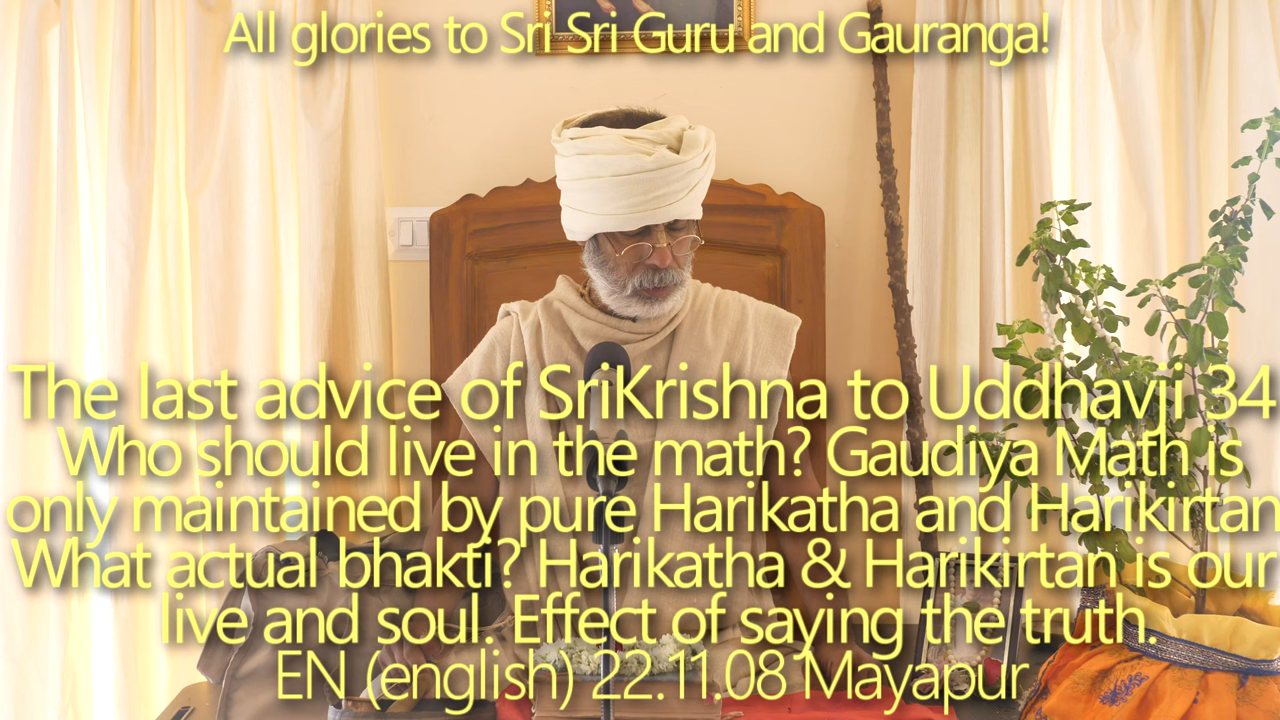 All glories to Sri Sri Guru and Gauranga!
The last advice of SriKrishna to Uddhavji 34
Who should live in the math? Gaudiya Math is
only maintained by pure Harikatha and Harikirtan
What actual bhakti? Harikatha & Harikirtan is our
live and soul. Effect of saying the truth.
EN (english) 22.11.08 Mayapur